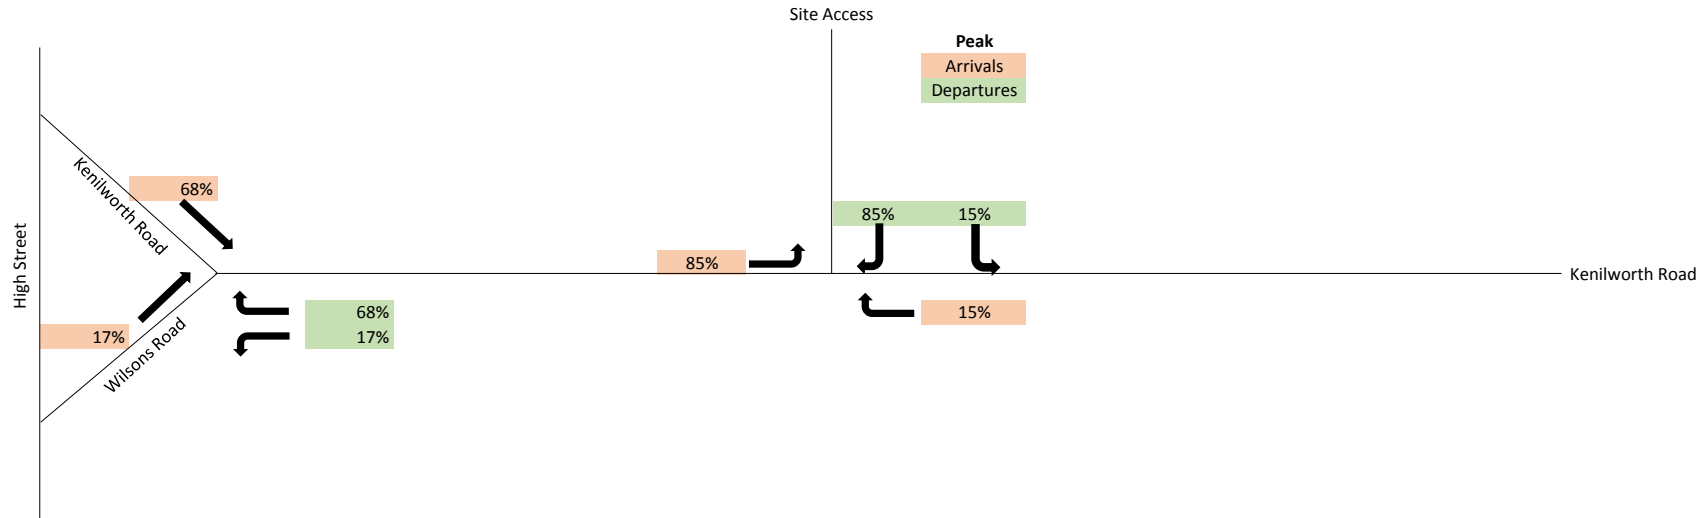 Site Access
Peak
Arrivals
Departures
Kenilworth Road
68%
High Street
85% 15%
85%
Kenilworth Road
15%
68%
17%
17%
Wilsons Road